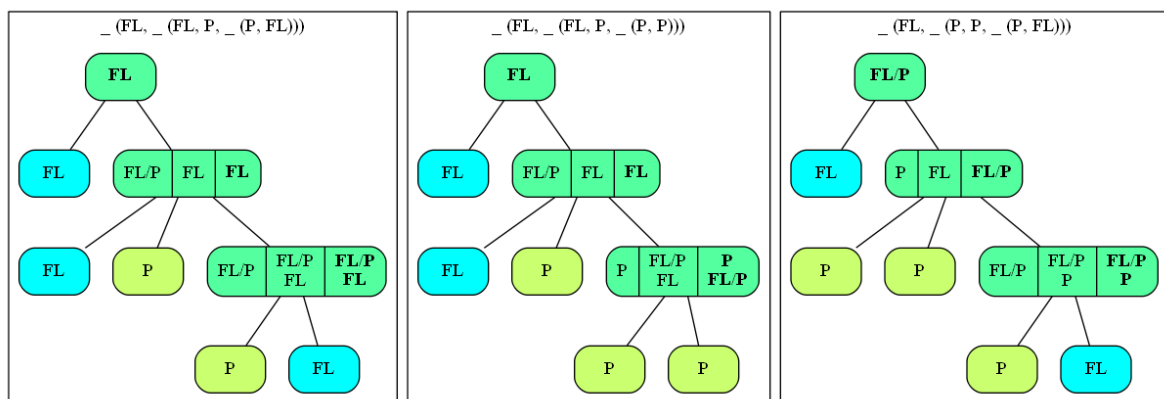 _ (FL, _ (FL, P, _ (P, FL)))
FL
FL
FL/P FL FL
FL
P
FL/P
FL/P
FL
FL/P
FL
P
FL
_ (FL, _ (FL, P, _ (P, P)))
FL
FL
FL/P FL FL
FL
P
P
FL/P
FL
P
FL/P
P
P
_ (FL, _ (P, P, _ (P, FL)))
FL/P
FL
P FL FL/P
P
P
FL/P
FL/P
P
FL/P
P
P
FL